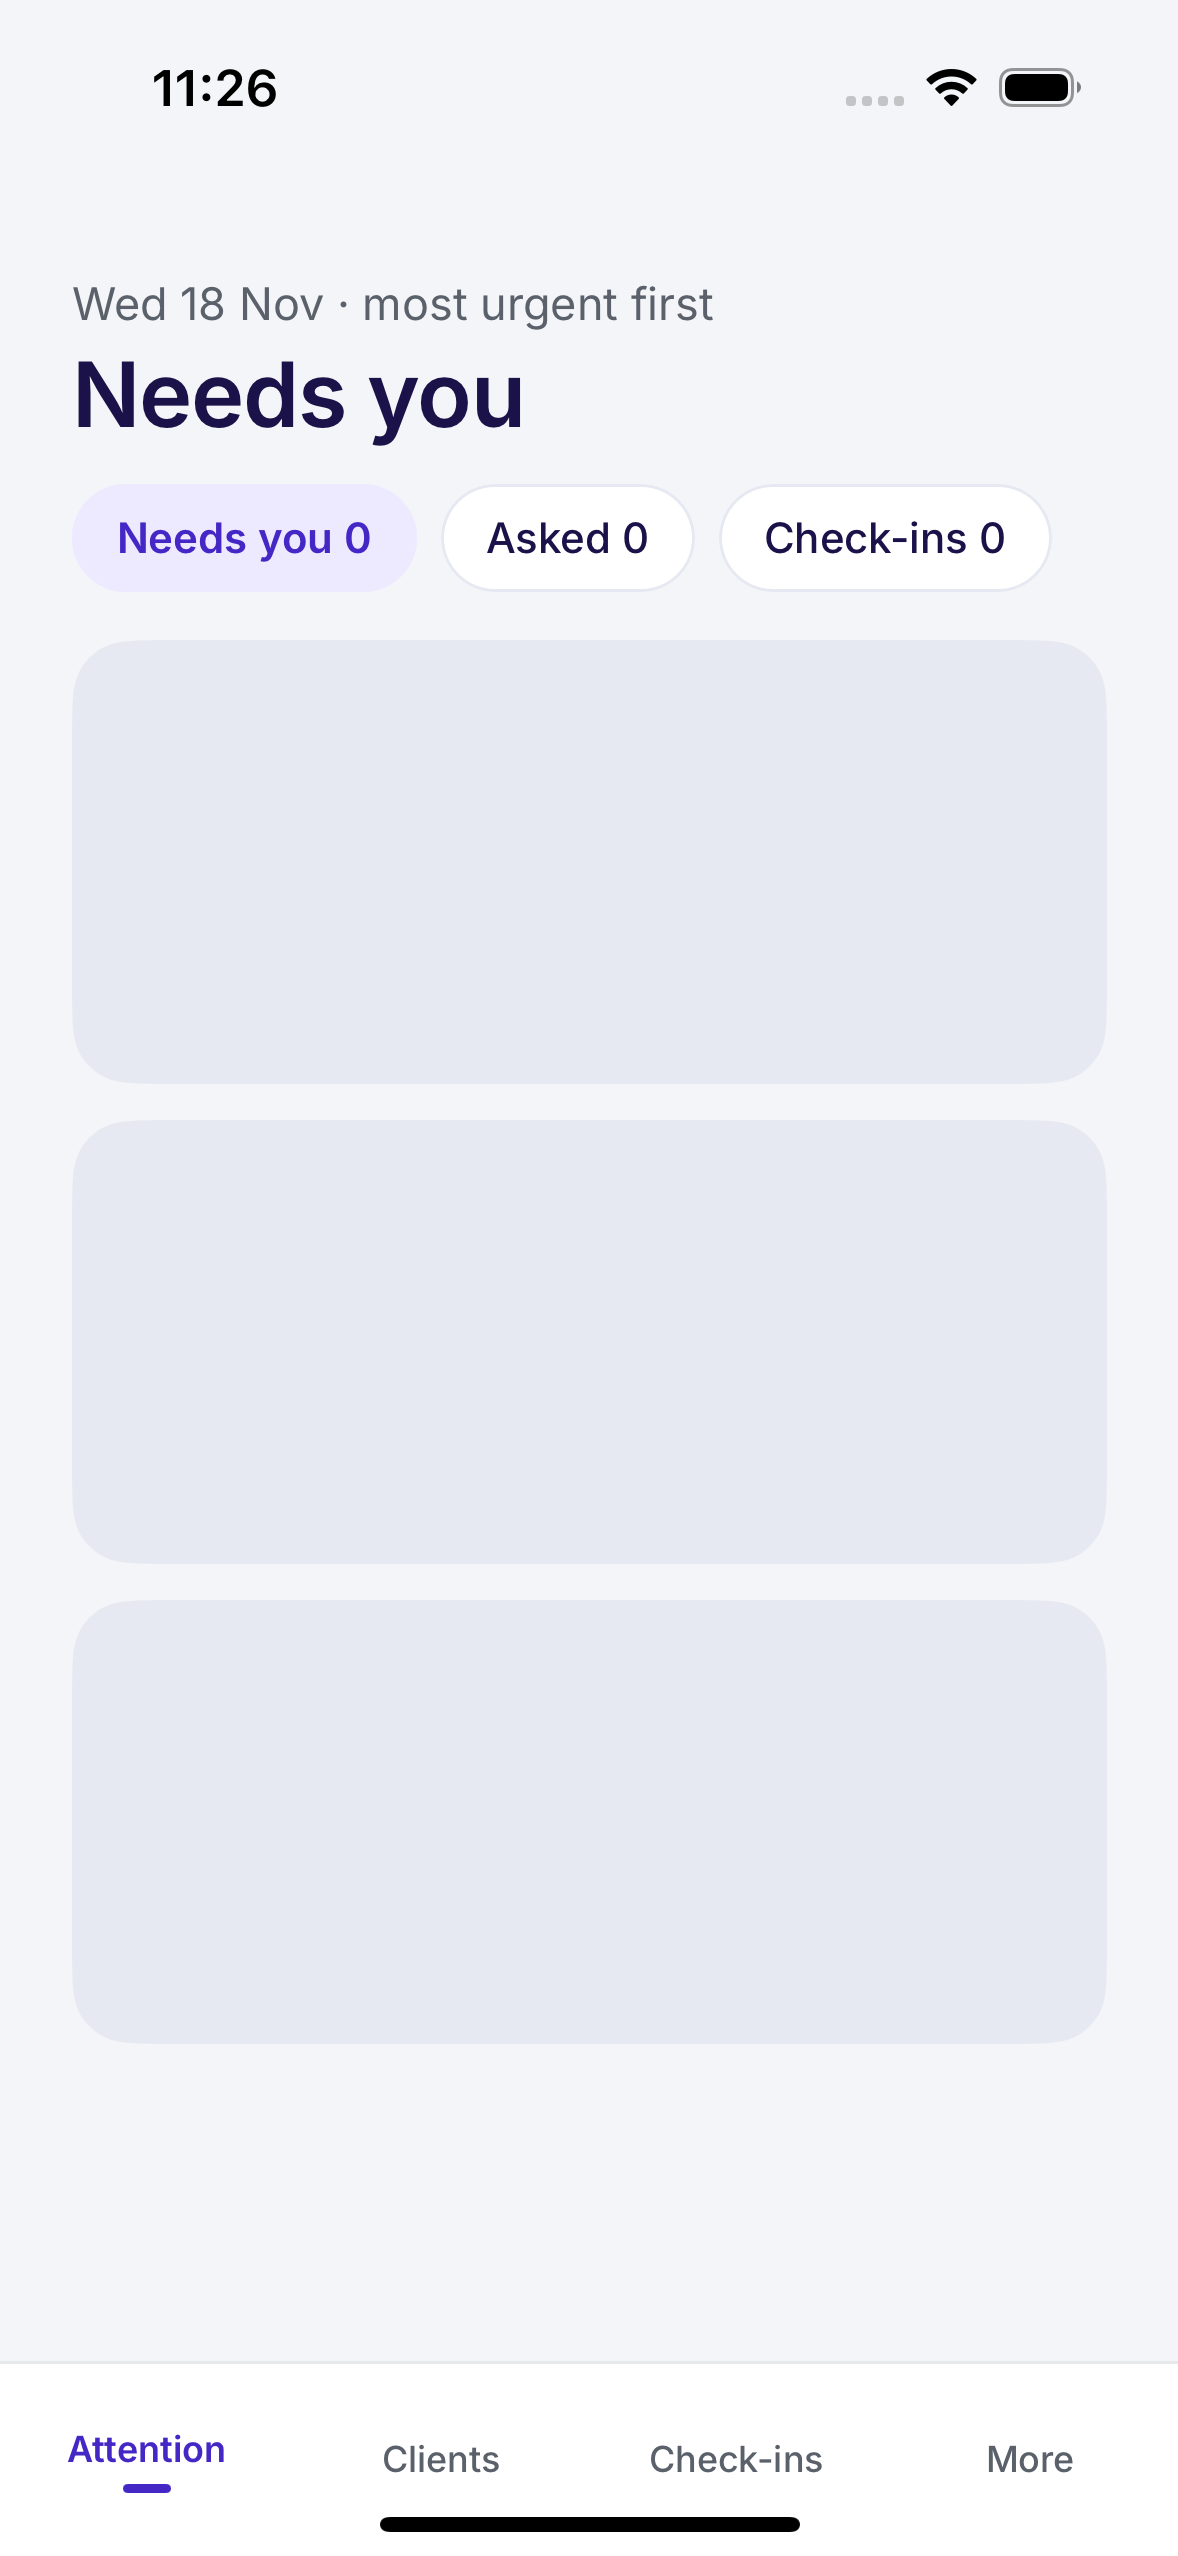 11:26
Wed 18 Nov · most urgent first
Needs you
Needs you 0
Asked 0
Check-ins 0
Attention
Clients
Check-ins
More